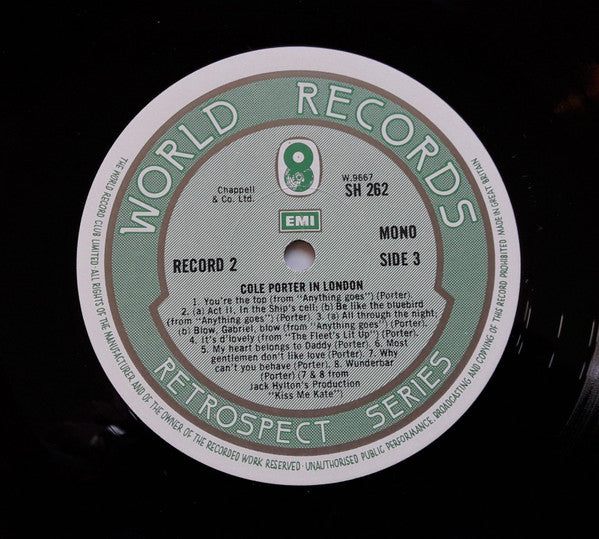 WORLD RECORDS
8
Chappell
& Co. Ltd.
W.9667
SH 262
EMI
MONO
RECORD 2
SIDE 3
COLE PORTER IN LONDON
1. You're the top (from "Anything goes") (Porter).
2. (a) Act II, In the Ship's cell; (b) Be like the bluebird
(from "Anything goes") (Porter). 3. (a) All through the night;
(b) Blow, Gabriel, blow (from "Anything goes") (Porter).
4. It's d'lovely (from "The Fleet's Lit Up") (Porter).
5. My heart belongs to Daddy (Porter). 6. Most
gentlemen don't like love (Porter). 7. Why
can't you behave (Porter). 8. Wunderbar
(Porter) (7 & 8 from
Jack Hylton's Production
"Kiss Me Kate")
RETROSPECT SERIES
THE WORLD RECORD CLUB LIMITED· ALL RIGHTS OF THE MANUFACTURER AND OF THE OWNER OF THE RECORDED WORK RESERVED· UNAUTHORISED PUBLIC PERFORMANCE, BROADCASTING AND COPYING OF THIS RECORD PROHIBITED MADE IN GREAT BRITAIN